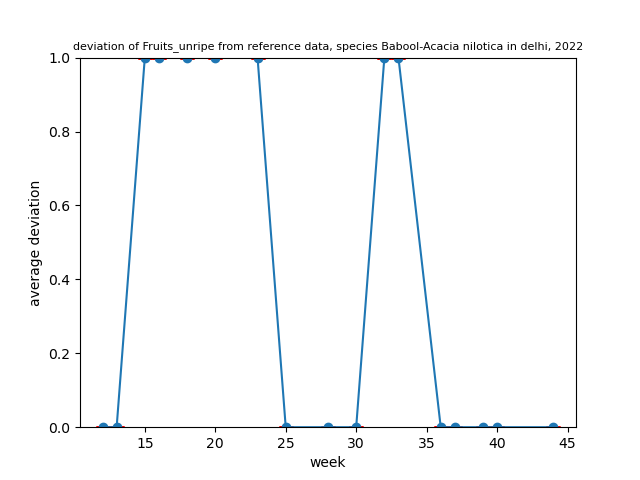 deviation of Fruits_unripe from reference data, species Babool-Acacia nilotica in delhi, 2022
1.0
0.8
0.6
0.4
0.2
0.0
average deviation
15 20 25 30 35 40 45
week